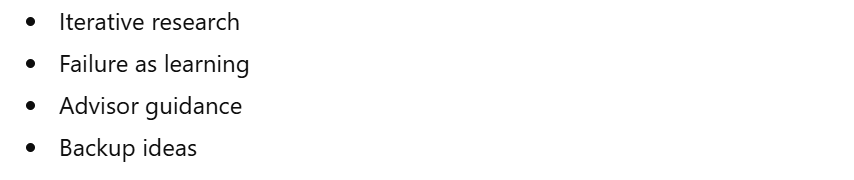 • Iterative research
• Failure as learning
• Advisor guidance
• Backup ideas